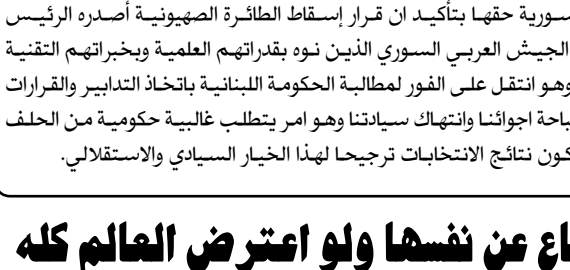 سورية حقها بتأكيد ان قرار إسقاط الطائرة الصهيونية أصدره الرئيس
الجيش العربي السوري الذين نوه بقدراتهم العلمية وبخبراتهم التقنية
وهو انتقل على الفور لمطالبة الحكومة اللبنانية باتخاذ التدابير والقرارات
باحة اجوائنا وانتهاك سيادتنا وهو امر يتطلب غالبية حكومية من الحلف
كون نتائج الانتخابات ترجيحا لهذا الخيار السيادي والاستقلالي.
اع عن نفسها ولو اعترض العالم كله